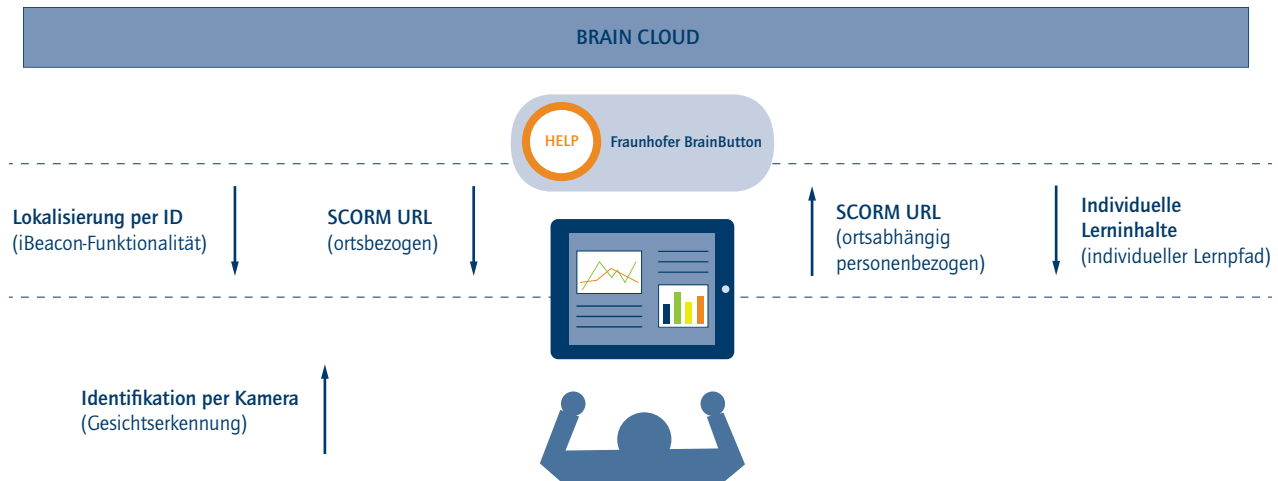 BRAIN CLOUD
HELP
Fraunhofer BrainButton
Lokalisierung per ID
(iBeacon-Funktionalität)
SCORM URL
(ortsbezogen)
SCORM URL
(ortsabhängig
personenbezogen)
Individuelle
Lerninhalte
(individueller Lernpfad)
Identifikation per Kamera
(Gesichtserkennung)